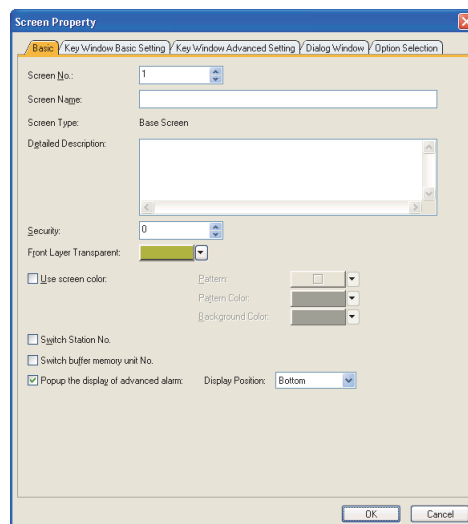 Screen Property
Basic Key Window Basic Setting Key Window Advanced Setting Dialog Window Option Selection
Screen No.: 1
Screen Name:
Screen Type: Base Screen
Detailed Description:
Security: 0
Front Layer Transparent:
Use screen color: Pattern:
Pattern Color:
Background Color:
Switch Station No.
Switch buffer memory unit No.
Popup the display of advanced alarm: Display Position: Bottom
OK Cancel